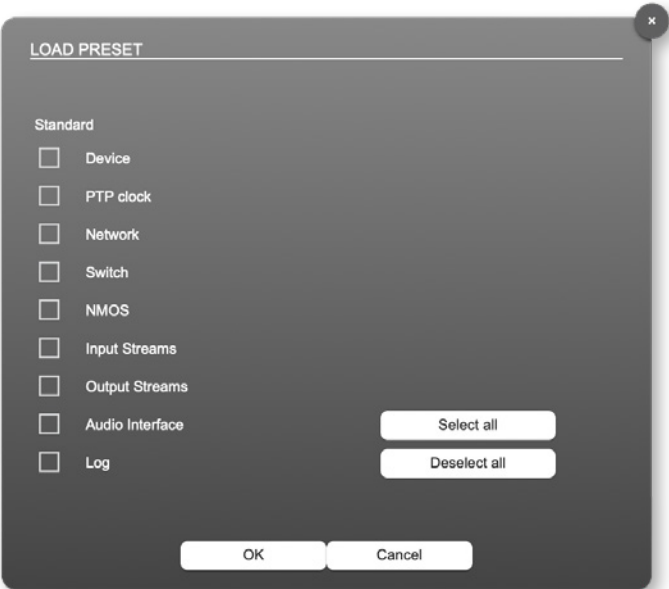 ×
LOAD PRESET
Standard
Device
PTP clock
Network
Switch
NMOS
Input Streams
Output Streams
Audio Interface
Select all
Log
Deselect all
OK
Cancel